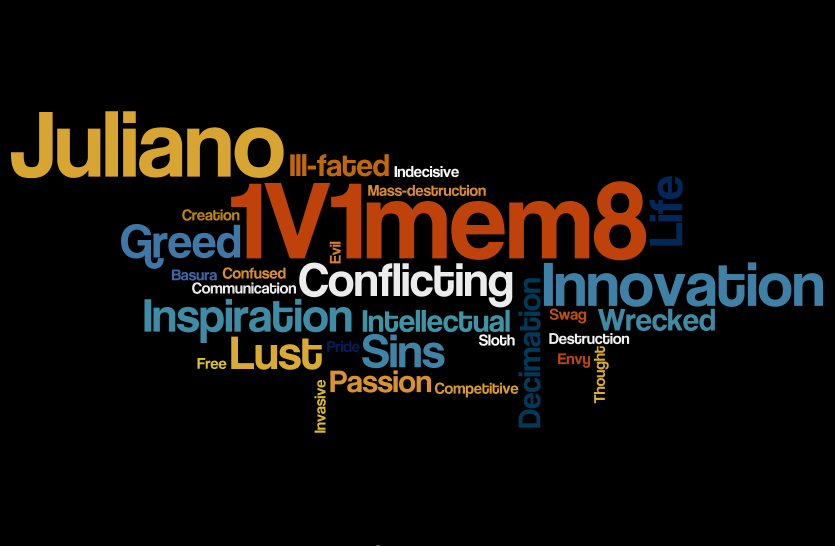 Juliano
Ill-fated
Indecisive
Mass-destruction
Life
1V1mem8
Creation
Greed
Evil
Basura
Confused
Communication
Conflicting
Innovation
Inspiration
Intellectual
Decimation
Swag
Wrecked
Sloth
Destruction
Free
Lust
Pride
Sins
Envy
Thought
Passion
Competitive
Invasive